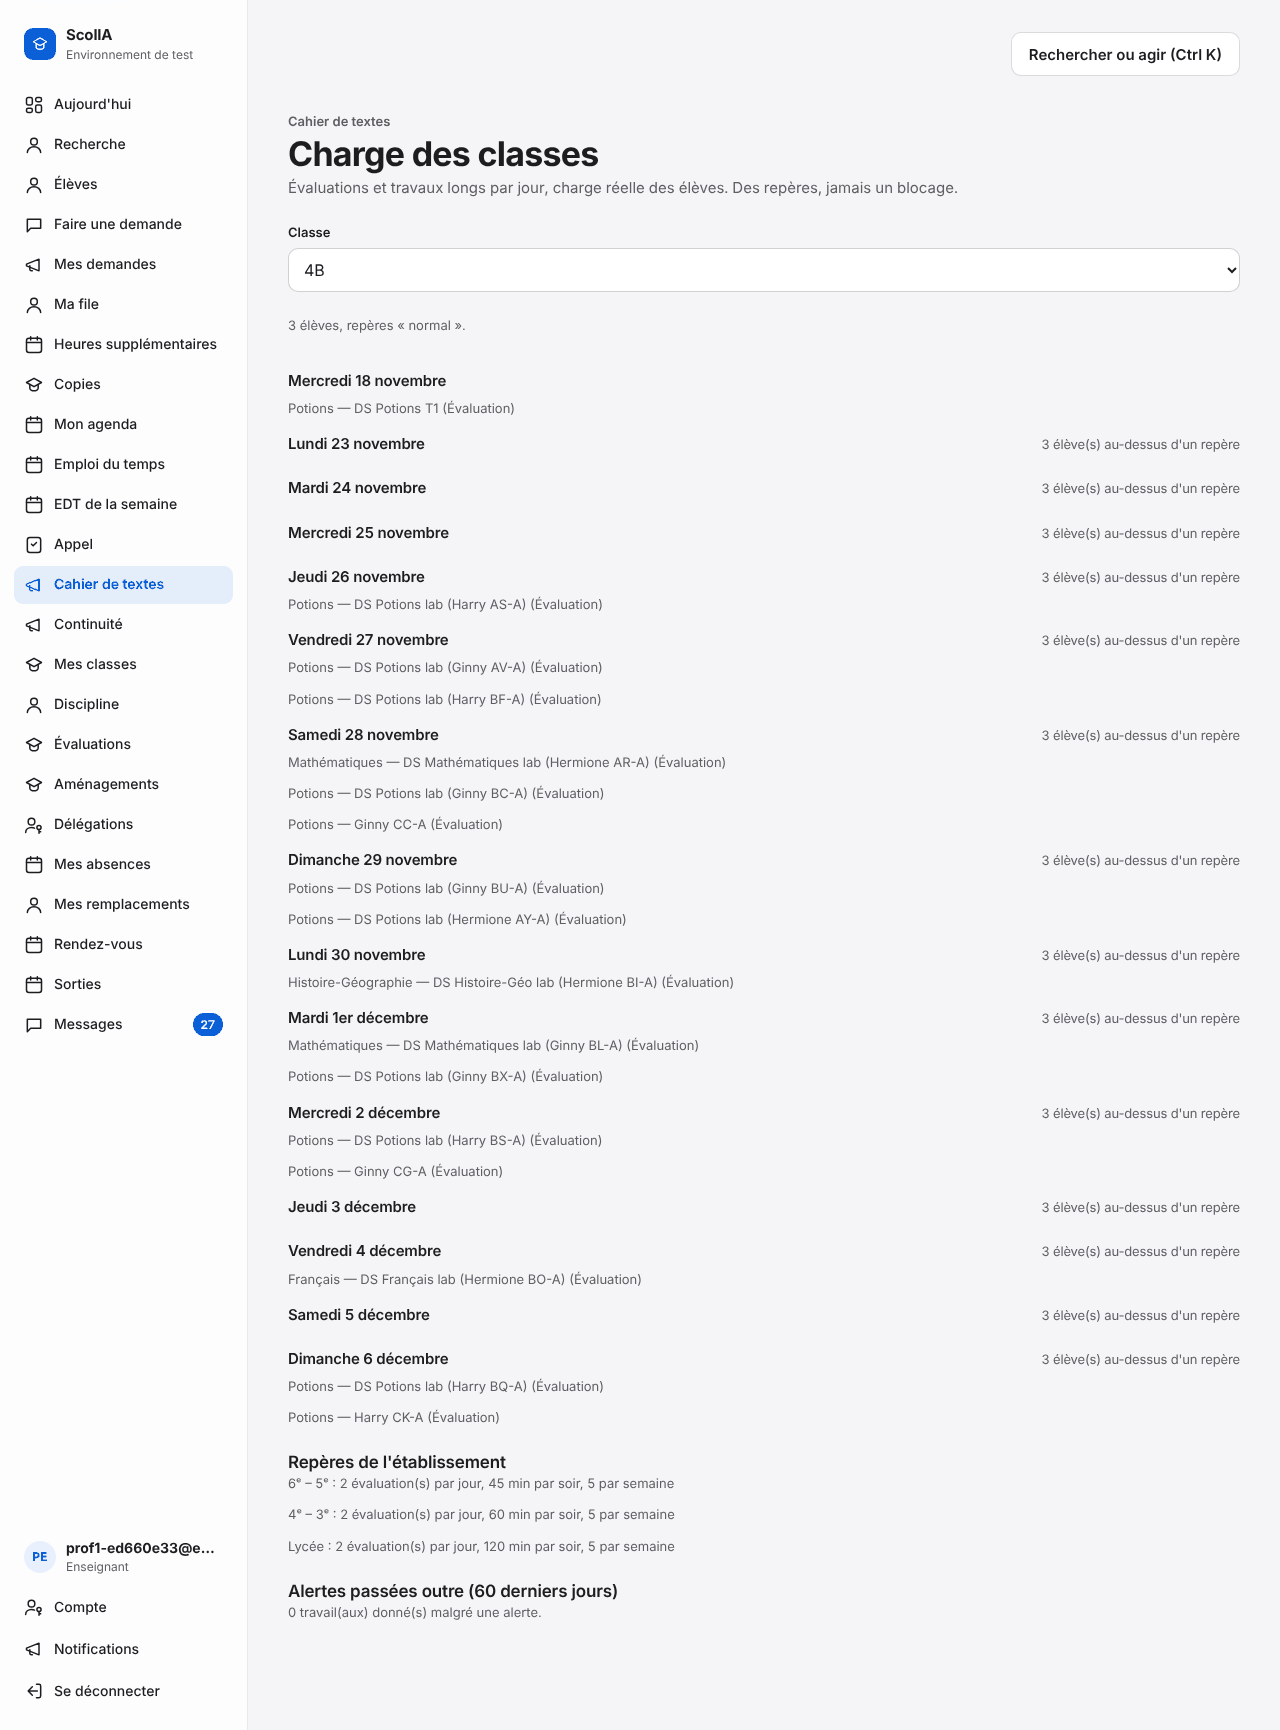 ScolIA
Environnement de test
Aujourd'hui
Recherche
Élèves
Faire une demande
Mes demandes
Ma file
Heures supplémentaires
Copies
Mon agenda
Emploi du temps
EDT de la semaine
Appel
Cahier de textes
Continuité
Mes classes
Discipline
Évaluations
Aménagements
Délégations
Mes absences
Mes remplacements
Rendez-vous
Sorties
Messages 27
PE
prof1-ed660e33@e...
Enseignant
Compte
Notifications
Se déconnecter
Rechercher ou agir (Ctrl K)
Cahier de textes
Charge des classes
Évaluations et travaux longs par jour, charge réelle des élèves. Des repères, jamais un blocage.
Classe
4B
3 élèves, repères « normal ».
Mercredi 18 novembre
Potions — DS Potions T1 (Évaluation)
Lundi 23 novembre 3 élève(s) au-dessus d'un repère
Mardi 24 novembre 3 élève(s) au-dessus d'un repère
Mercredi 25 novembre 3 élève(s) au-dessus d'un repère
Jeudi 26 novembre 3 élève(s) au-dessus d'un repère
Potions — DS Potions lab (Harry AS-A) (Évaluation)
Vendredi 27 novembre 3 élève(s) au-dessus d'un repère
Potions — DS Potions lab (Ginny AV-A) (Évaluation)
Potions — DS Potions lab (Harry BF-A) (Évaluation)
Samedi 28 novembre 3 élève(s) au-dessus d'un repère
Mathématiques — DS Mathématiques lab (Hermione AR-A) (Évaluation)
Potions — DS Potions lab (Ginny BC-A) (Évaluation)
Potions — Ginny CC-A (Évaluation)
Dimanche 29 novembre 3 élève(s) au-dessus d'un repère
Potions — DS Potions lab (Ginny BU-A) (Évaluation)
Potions — DS Potions lab (Hermione AY-A) (Évaluation)
Lundi 30 novembre 3 élève(s) au-dessus d'un repère
Histoire-Géographie — DS Histoire-Géo lab (Hermione BI-A) (Évaluation)
Mardi 1er décembre 3 élève(s) au-dessus d'un repère
Mathématiques — DS Mathématiques lab (Ginny BL-A) (Évaluation)
Potions — DS Potions lab (Ginny BX-A) (Évaluation)
Mercredi 2 décembre 3 élève(s) au-dessus d'un repère
Potions — DS Potions lab (Harry BS-A) (Évaluation)
Potions — Ginny CG-A (Évaluation)
Jeudi 3 décembre 3 élève(s) au-dessus d'un repère
Vendredi 4 décembre 3 élève(s) au-dessus d'un repère
Français — DS Français lab (Hermione BO-A) (Évaluation)
Samedi 5 décembre 3 élève(s) au-dessus d'un repère
Dimanche 6 décembre 3 élève(s) au-dessus d'un repère
Potions — DS Potions lab (Harry BQ-A) (Évaluation)
Potions — Harry CK-A (Évaluation)
Repères de l'établissement
6ᵉ – 5ᵉ : 2 évaluation(s) par jour, 45 min par soir, 5 par semaine
4ᵉ – 3ᵉ : 2 évaluation(s) par jour, 60 min par soir, 5 par semaine
Lycée : 2 évaluation(s) par jour, 120 min par soir, 5 par semaine
Alertes passées outre (60 derniers jours)
0 travail(aux) donné(s) malgré une alerte.